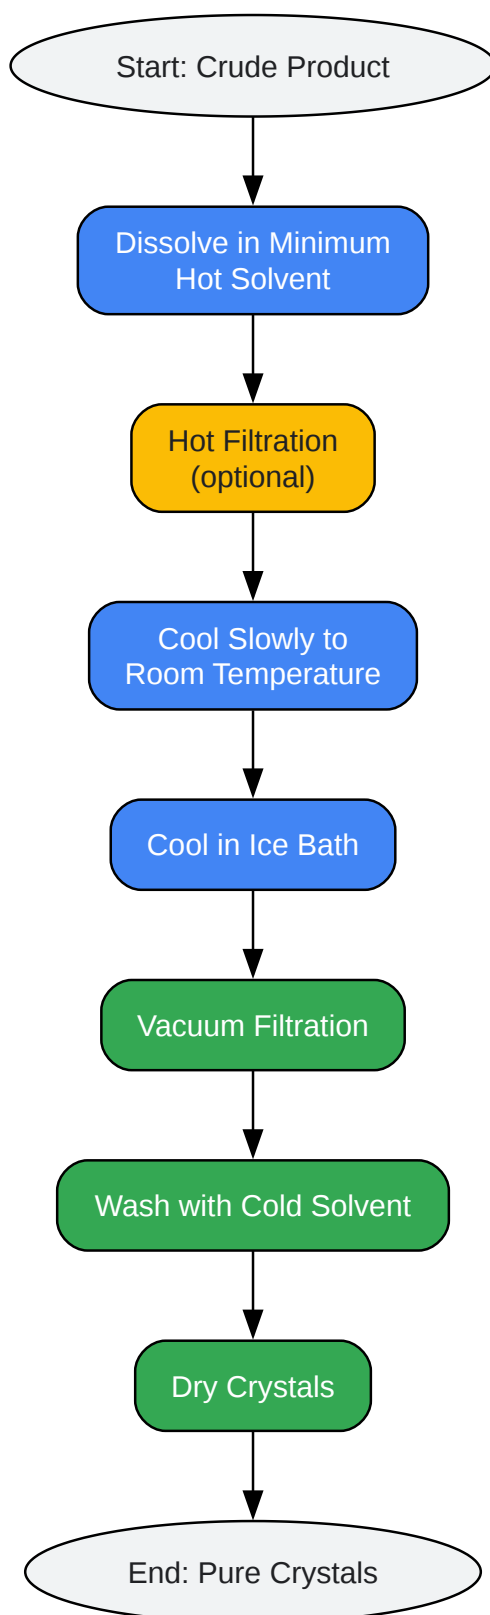 Start: Crude Product
Dissolve in Minimum
Hot Solvent
Hot Filtration
(optional)
Cool Slowly to
Room Temperature
Cool in Ice Bath
Vacuum Filtration
Wash with Cold Solvent
Dry Crystals
End: Pure Crystals